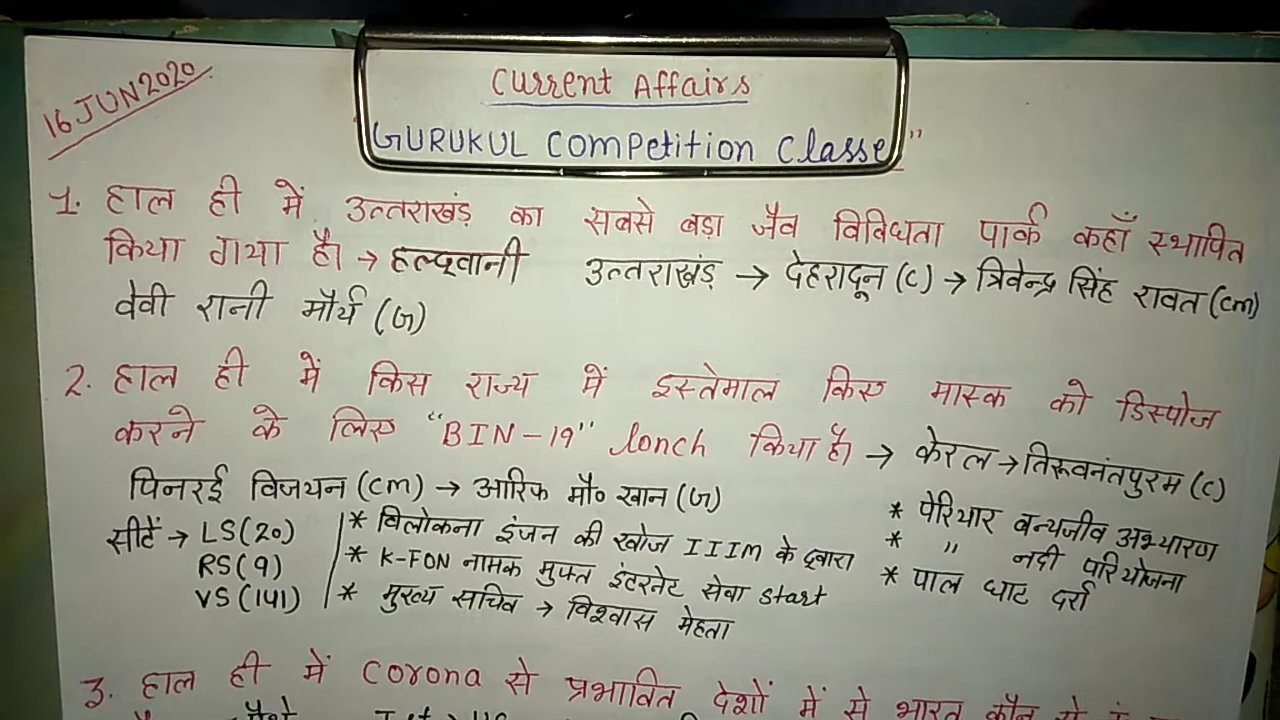 16 JUN 2020
Current Affairs
GURUKUL Competition Classe"
1. हाल ही में उत्तराखंड़ का सबसे बड़ा जैव विविधता पार्क कहाँ स्थापित
किया गया है। → हल्द्वानी उत्तराखंड़ → देहरादून (C) → त्रिवेन्द्र सिंह रावत (cm)
वेवी रानी मौर्य (G)
2. हाल ही में किस राज्य में इस्तेमाल किए मास्क को डिस्पोज
करने के लिए "BIN-19" lonch किया है। → केरल → तिरूवनंतपुरम (C)
पिनरई विजयन (cm) → आरिफ मौ० खान (G)
सीटें → LS (20)
RS (9)
VS (141)
* विलोकना इंजन की खोज IIIM के द्वारा
* K-FON नामक मुफ्त इंटरनेट सेवा start
* मुख्य सचिव → विश्वास मेहता
* पेरियार वन्यजीव अभ्यारण
* " नदी परियोजना
* पाल घाट दर्रा
3. हाल ही में Corona से प्रभावित देशों में से भारत कौन से